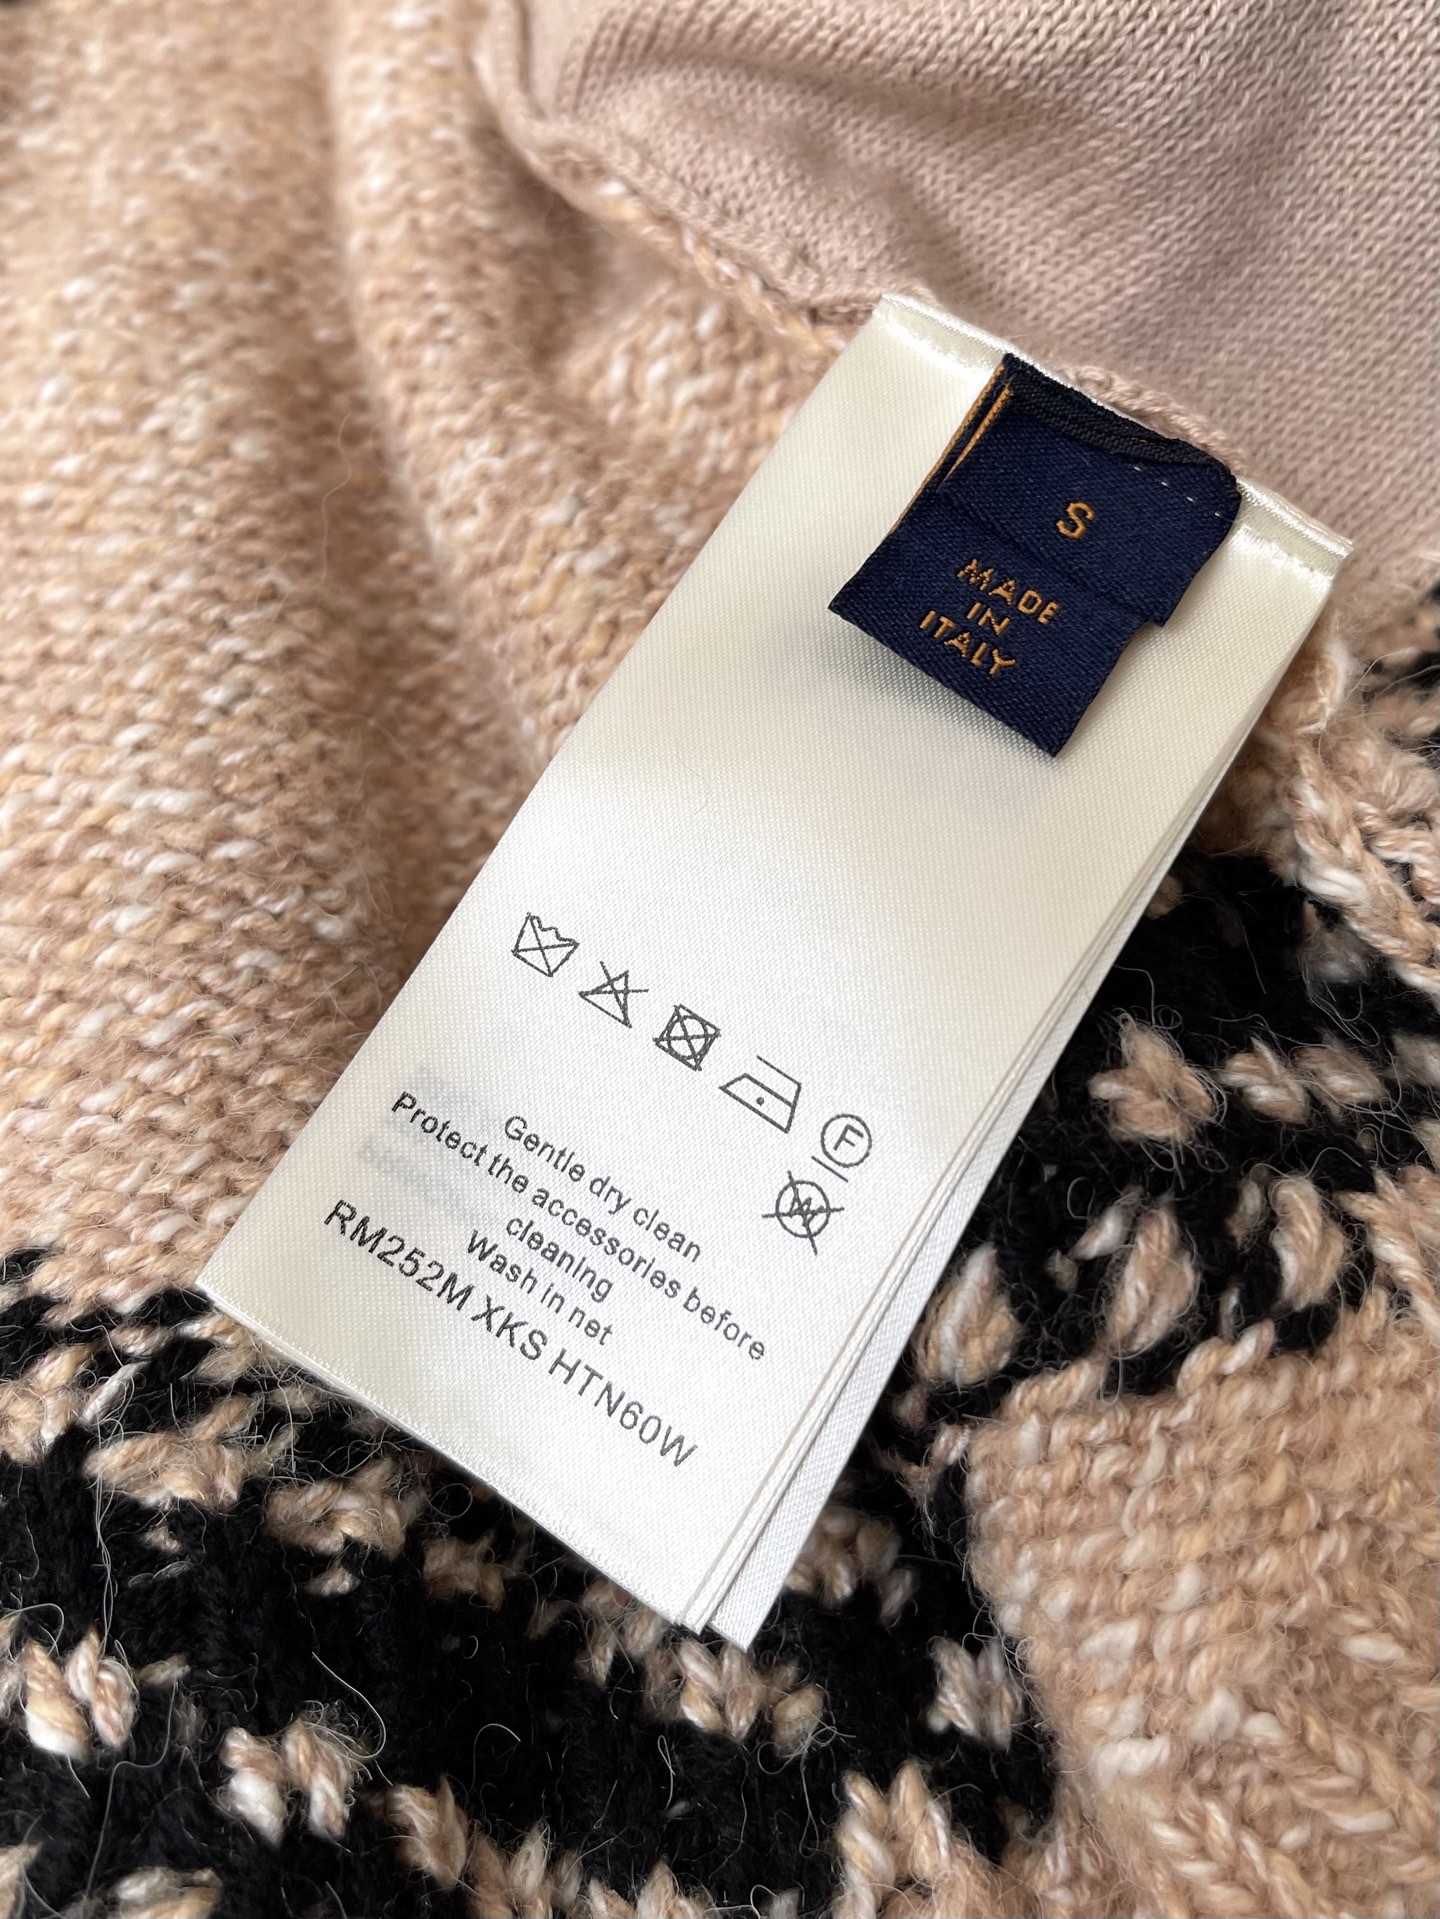 S
MADE
IN
ITALY
F
W
Gentle dry clean
Protect the accessories before
cleaning
Wash in net
RM252M XKS HTN60W